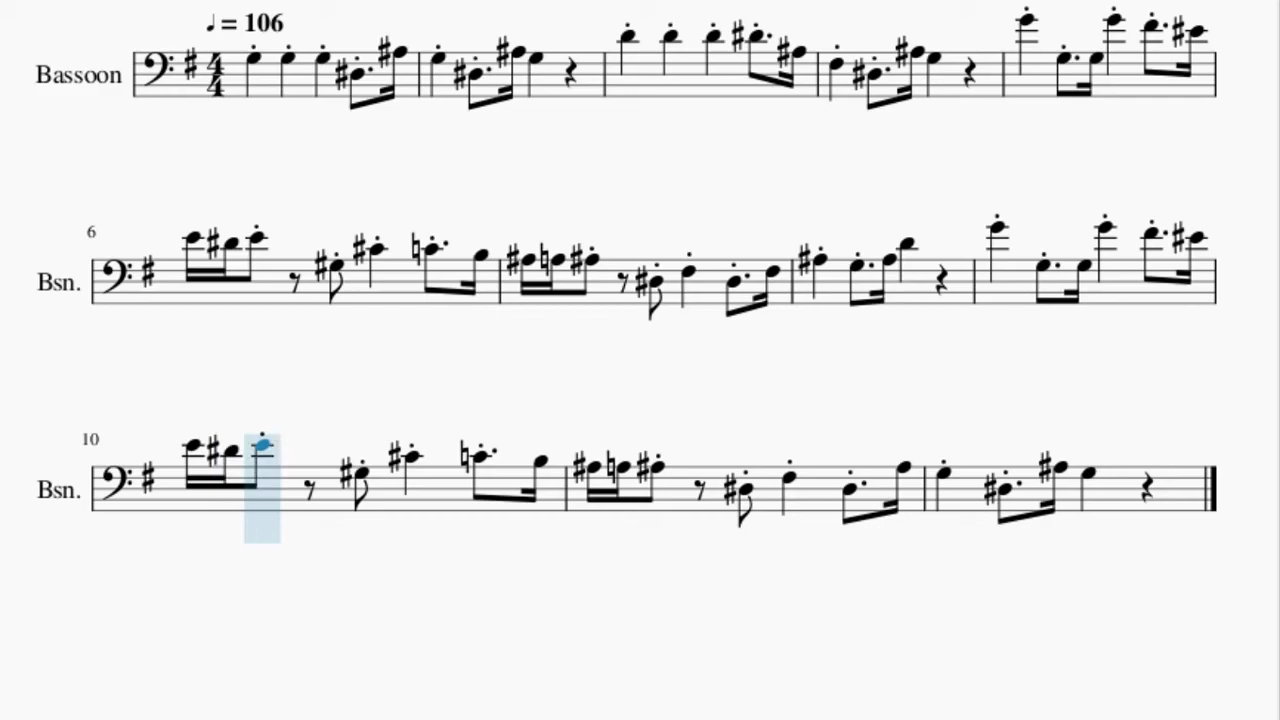 ♩ = 106
Bassoon
4
4
6
Bsn.
10
Bsn.